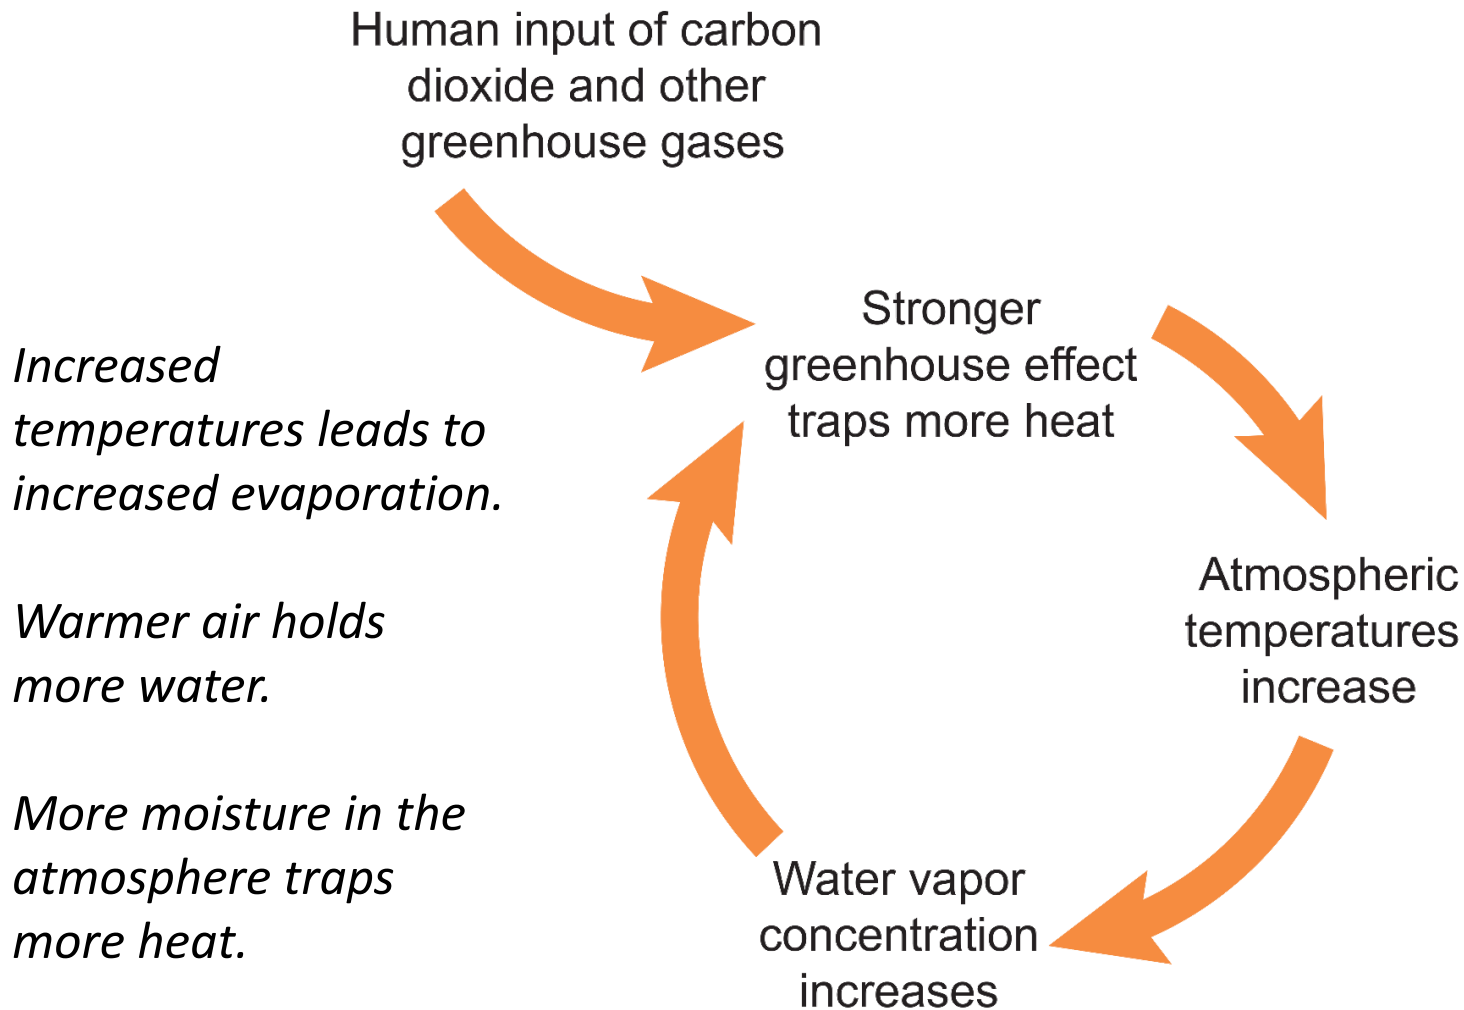 Human input of carbon
dioxide and other
greenhouse gases
Stronger
greenhouse effect
traps more heat
Atmospheric
temperatures
increase
Water vapor
concentration
increases
Increased
temperatures leads to
increased evaporation.
Warmer air holds
more water.
More moisture in the
atmosphere traps
more heat.